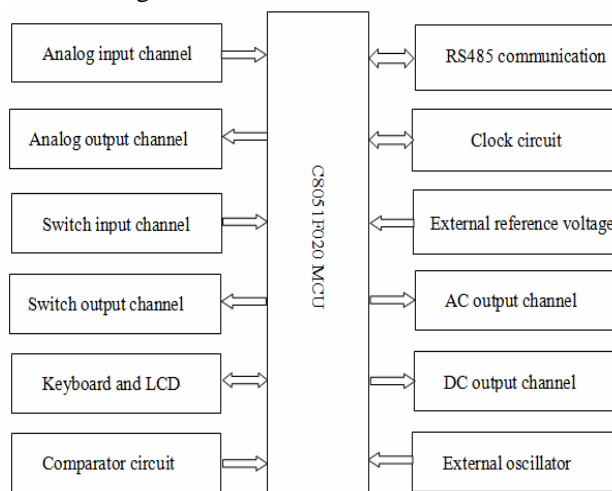 Analog input channel
Analog output channel
Switch input channel
Switch output channel
Keyboard and LCD
Comparator circuit
C8051F020 MCU
RS485 communication
Clock circuit
External reference voltage
AC output channel
DC output channel
External oscillator